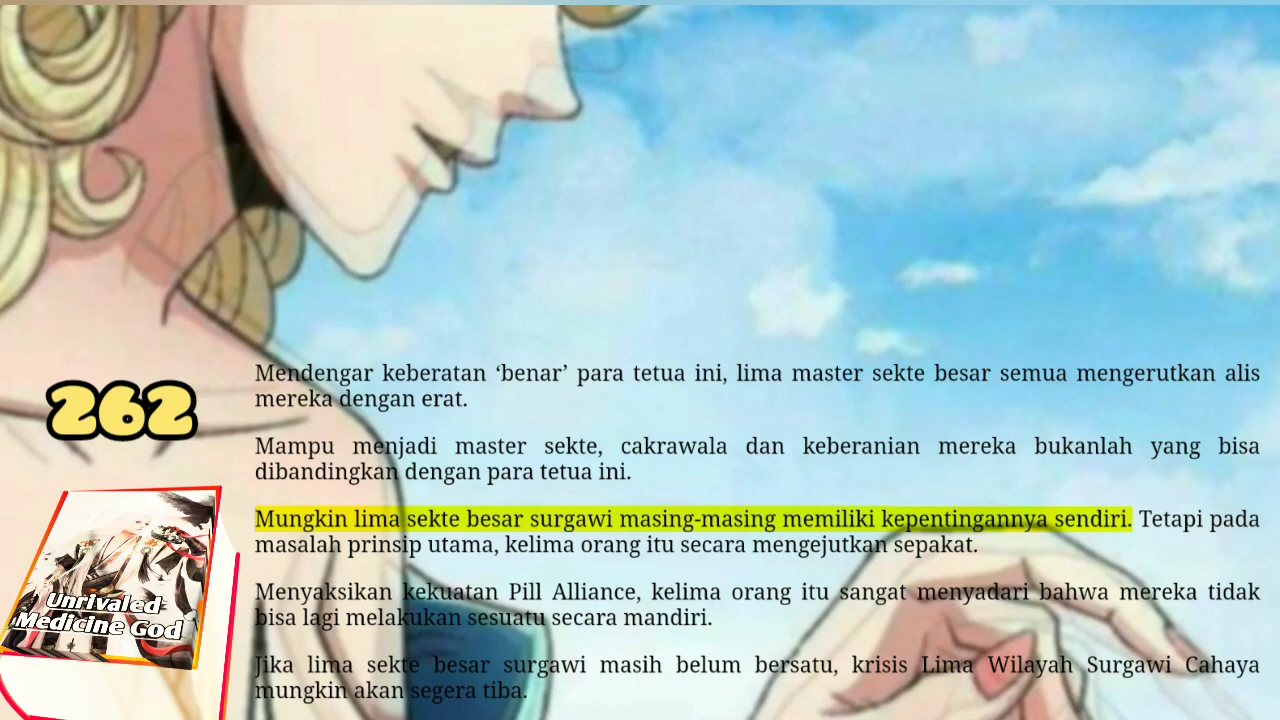 Mendengar keberatan ‘benar’ para tetua ini, lima master sekte besar semua mengerutkan alis
mereka dengan erat.
Mampu menjadi master sekte, cakrawala dan keberanian mereka bukanlah yang bisa
dibandingkan dengan para tetua ini.
Mungkin lima sekte besar surgawi masing-masing memiliki kepentingannya sendiri. Tetapi pada
masalah prinsip utama, kelima orang itu secara mengejutkan sepakat.
Menyaksikan kekuatan Pill Alliance, kelima orang itu sangat menyadari bahwa mereka tidak
bisa lagi melakukan sesuatu secara mandiri.
Jika lima sekte besar surgawi masih belum bersatu, krisis Lima Wilayah Surgawi Cahaya
mungkin akan segera tiba.
262
Unrivaled
Medicine God